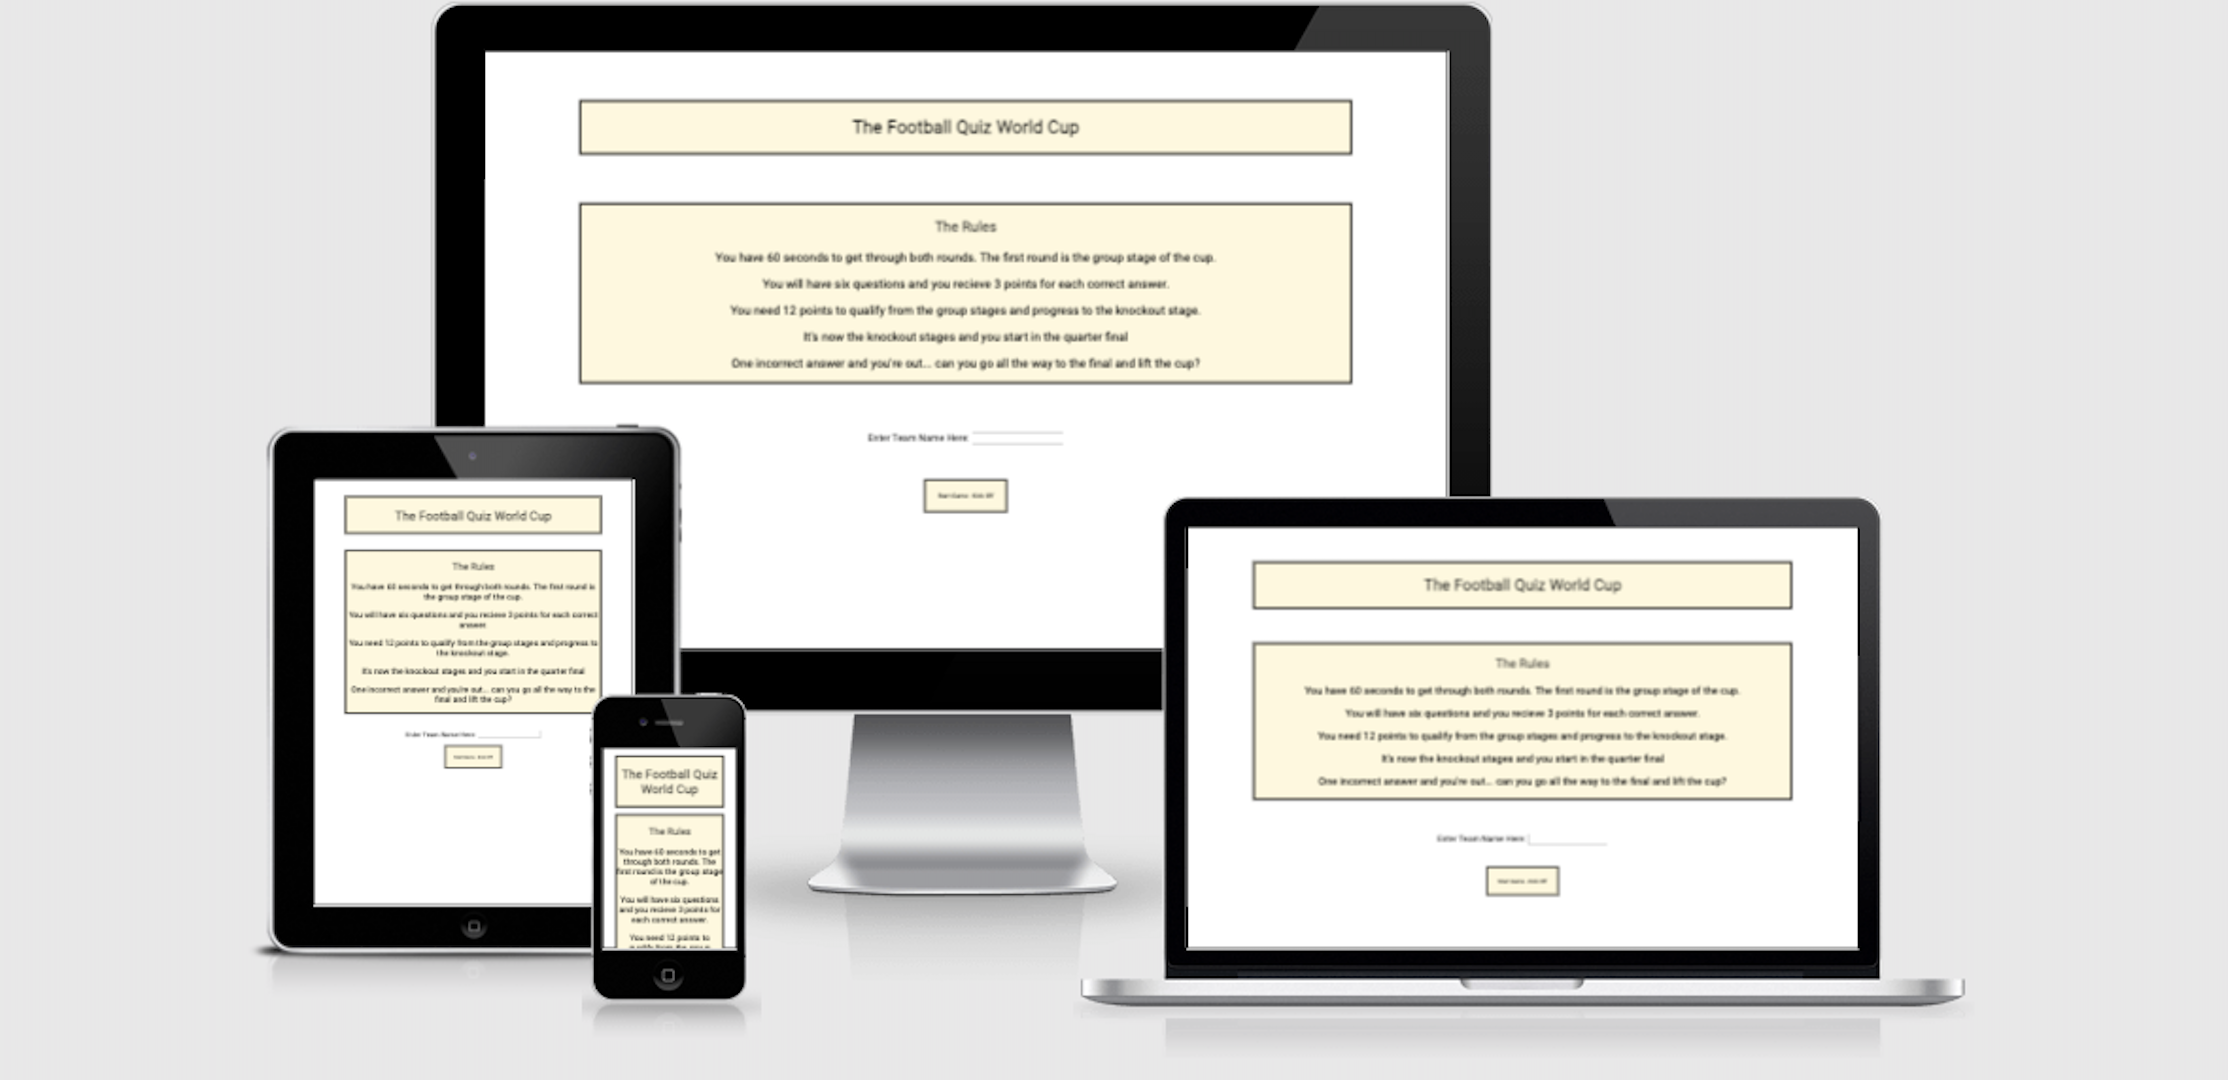 The Football Quiz World Cup
The Rules
You have 60 seconds to get through both rounds. The first round is the group stage of the cup.
You will have six questions and you recieve 3 points for each correct answer.
You need 12 points to qualify from the group stages and progress to the knockout stage.
It's now the knockout stages and you start in the quarter final
One incorrect answer and you're out... can you go all the way to the final and lift the cup?
Enter Team Name Here:
Start Game - Kick Off
The Football Quiz World Cup
The Rules
You have 60 seconds to get through both rounds. The first round is
the group stage of the cup.
You will have six questions and you recieve 3 points for each correct
answer.
You need 12 points to qualify from the group stages and progress to
the knockout stage.
It's now the knockout stages and you start in the quarter final
One incorrect answer and you're out... can you go all the way to the
final and lift the cup?
Enter Team Name Here:
The Football Quiz
World Cup
The Rules
You have 60 seconds to get
through both rounds. The
first round is the group stage
of the cup.
You will have six questions
and you recieve 3 points for
each correct answer.
You need 12 points to
The Football Quiz World Cup
The Rules
You have 60 seconds to get through both rounds. The first round is the group stage of the cup.
You will have six questions and you recieve 3 points for each correct answer.
You need 12 points to qualify from the group stages and progress to the knockout stage.
It's now the knockout stages and you start in the quarter final
One incorrect answer and you're out... can you go all the way to the final and lift the cup?
Enter Team Name Here: